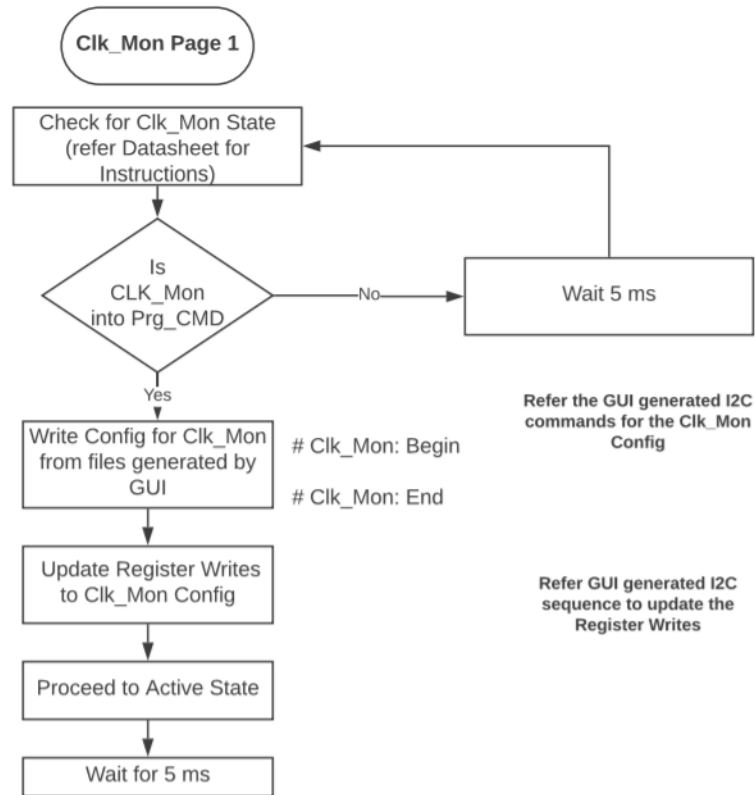 Clk_Mon Page 1
Check for Clk_Mon State
(refer Datasheet for
Instructions)
Is
CLK_Mon
into Prg_CMD
No
Wait 5 ms
Yes
Refer the GUI generated I2C
commands for the Clk_Mon
Config
Write Config for Clk_Mon
from files generated by
GUI
# Clk_Mon: Begin
# Clk_Mon: End
Update Register Writes
to Clk_Mon Config
Refer GUI generated I2C
sequence to update the
Register Writes
Proceed to Active State
Wait for 5 ms